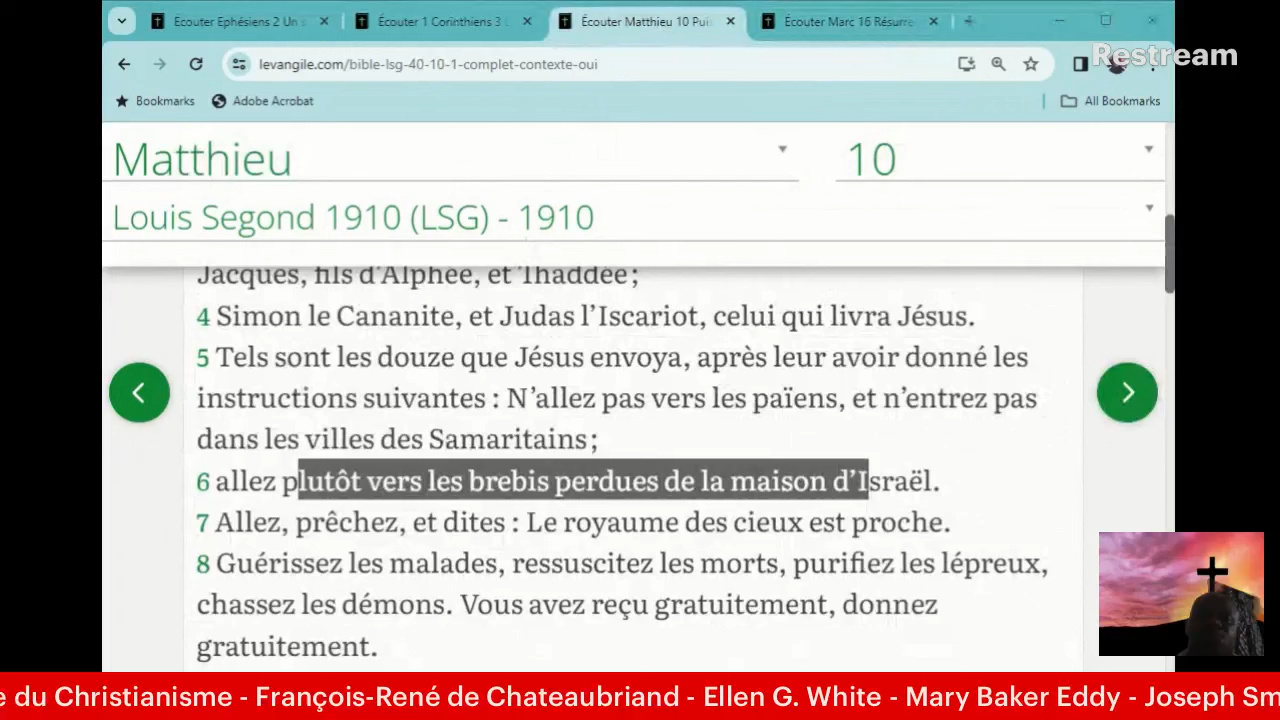 Écouter Ephésiens 2 Un s
Écouter 1 Corinthiens 3 L
Écouter Matthieu 10 Puis
Écouter Marc 16 Résurre
levangile.com/bible-lsg-40-10-1-complet-contexte-oui
Restream
Bookmarks
Adobe Acrobat
All Bookmarks
Matthieu
10
Louis Segond 1910 (LSG) - 1910
Jacques, fils d’Alphée, et Thaddée;
4 Simon le Cananite, et Judas l’Iscariot, celui qui livra Jésus.
5 Tels sont les douze que Jésus envoya, après leur avoir donné les
instructions suivantes : N’allez pas vers les païens, et n’entrez pas
dans les villes des Samaritains;
6 allez plutôt vers les brebis perdues de la maison d’Israël.
7 Allez, prêchez, et dites : Le royaume des cieux est proche.
8 Guérissez les malades, ressuscitez les morts, purifiez les lépreux,
chassez les démons. Vous avez reçu gratuitement, donnez
gratuitement.
e du Christianisme - François-René de Chateaubriand - Ellen G. White - Mary Baker Eddy - Joseph Sm